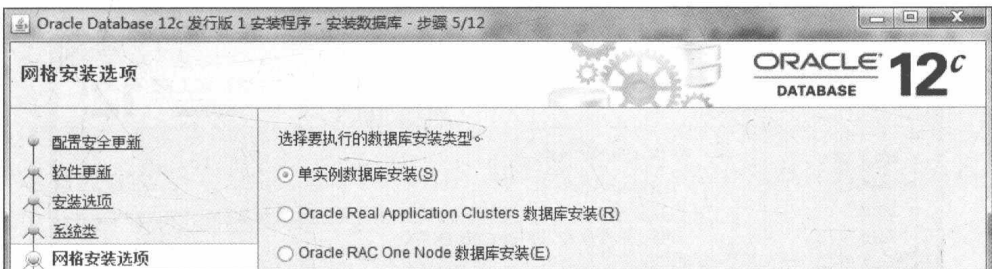 Oracle Database 12c 发行版 1 安装程序 - 安装数据库 - 步骤 5/12
网格安装选项
ORACLE 12c
DATABASE
配置安全更新
软件更新
安装选项
系统类
网格安装选项
选择要执行的数据库安装类型。
单实例数据库安装(S)
Oracle Real Application Clusters 数据库安装(R)
Oracle RAC One Node 数据库安装(E)